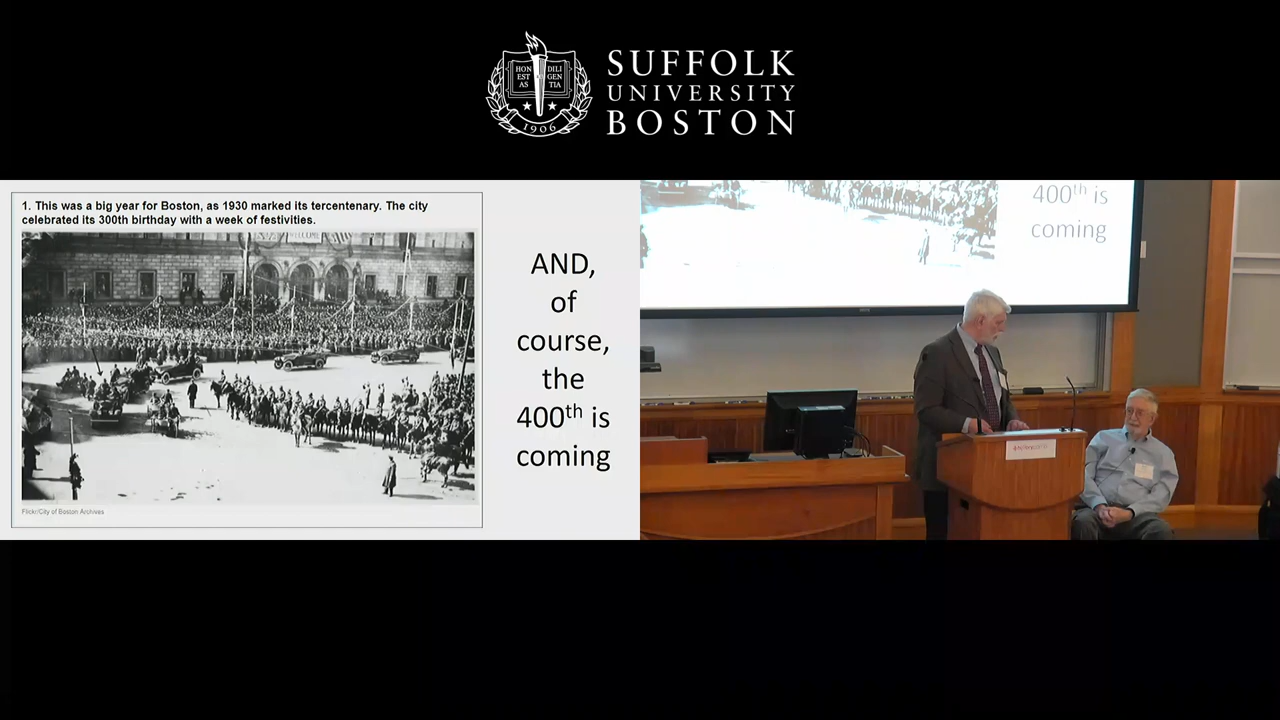 HON EST AS DILI GEN TIA
1906
SUFFOLK
UNIVERSITY
BOSTON
1. This was a big year for Boston, as 1930 marked its tercentenary. The city
celebrated its 300th birthday with a week of festivities.
Flickr/City of Boston Archives
AND,
of
course,
the
400th is
coming
400th is
coming